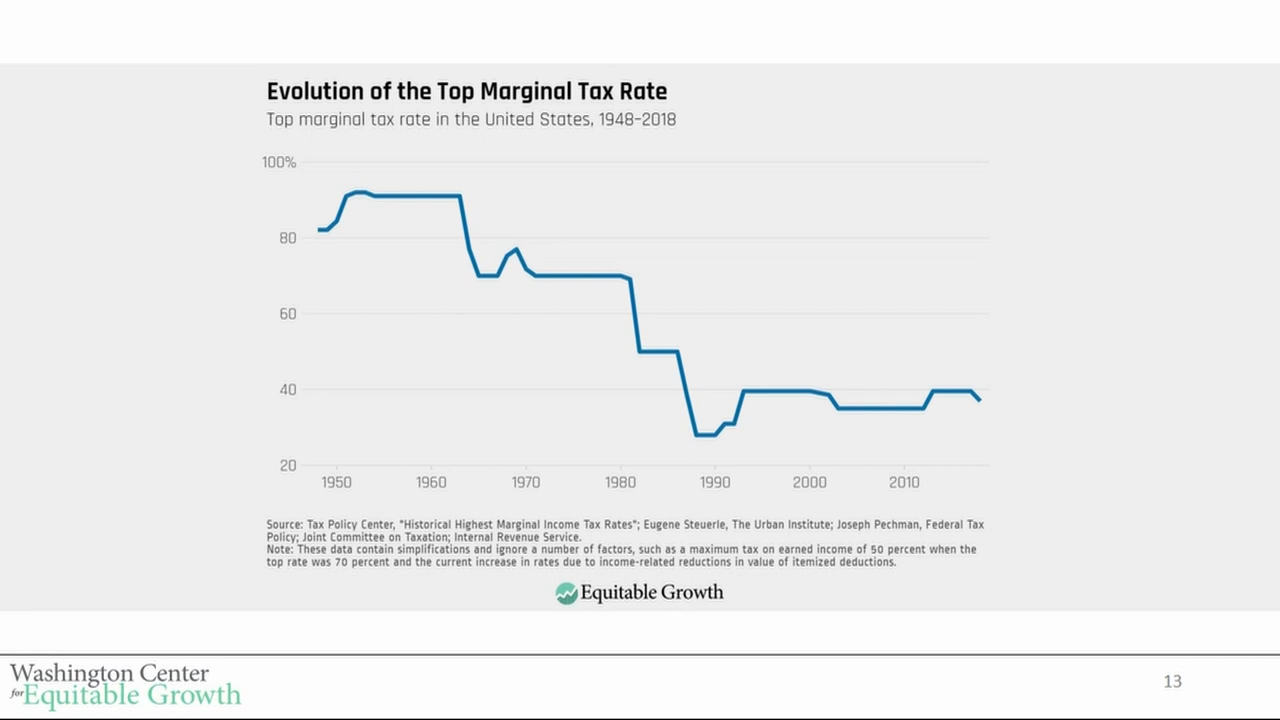 Evolution of the Top Marginal Tax Rate
Top marginal tax rate in the United States, 1948–2018
100%
80
60
40
20
1950 1960 1970 1980 1990 2000 2010
Source: Tax Policy Center, "Historical Highest Marginal Income Tax Rates"; Eugene Steuerle, The Urban Institute; Joseph Pechman, Federal Tax
Policy; Joint Committee on Taxation; Internal Revenue Service.
Note: These data contain simplifications and ignore a number of factors, such as a maximum tax on earned income of 50 percent when the
top rate was 70 percent and the current increase in rates due to income-related reductions in value of itemized deductions.
Equitable Growth
Washington Center
for Equitable Growth
13